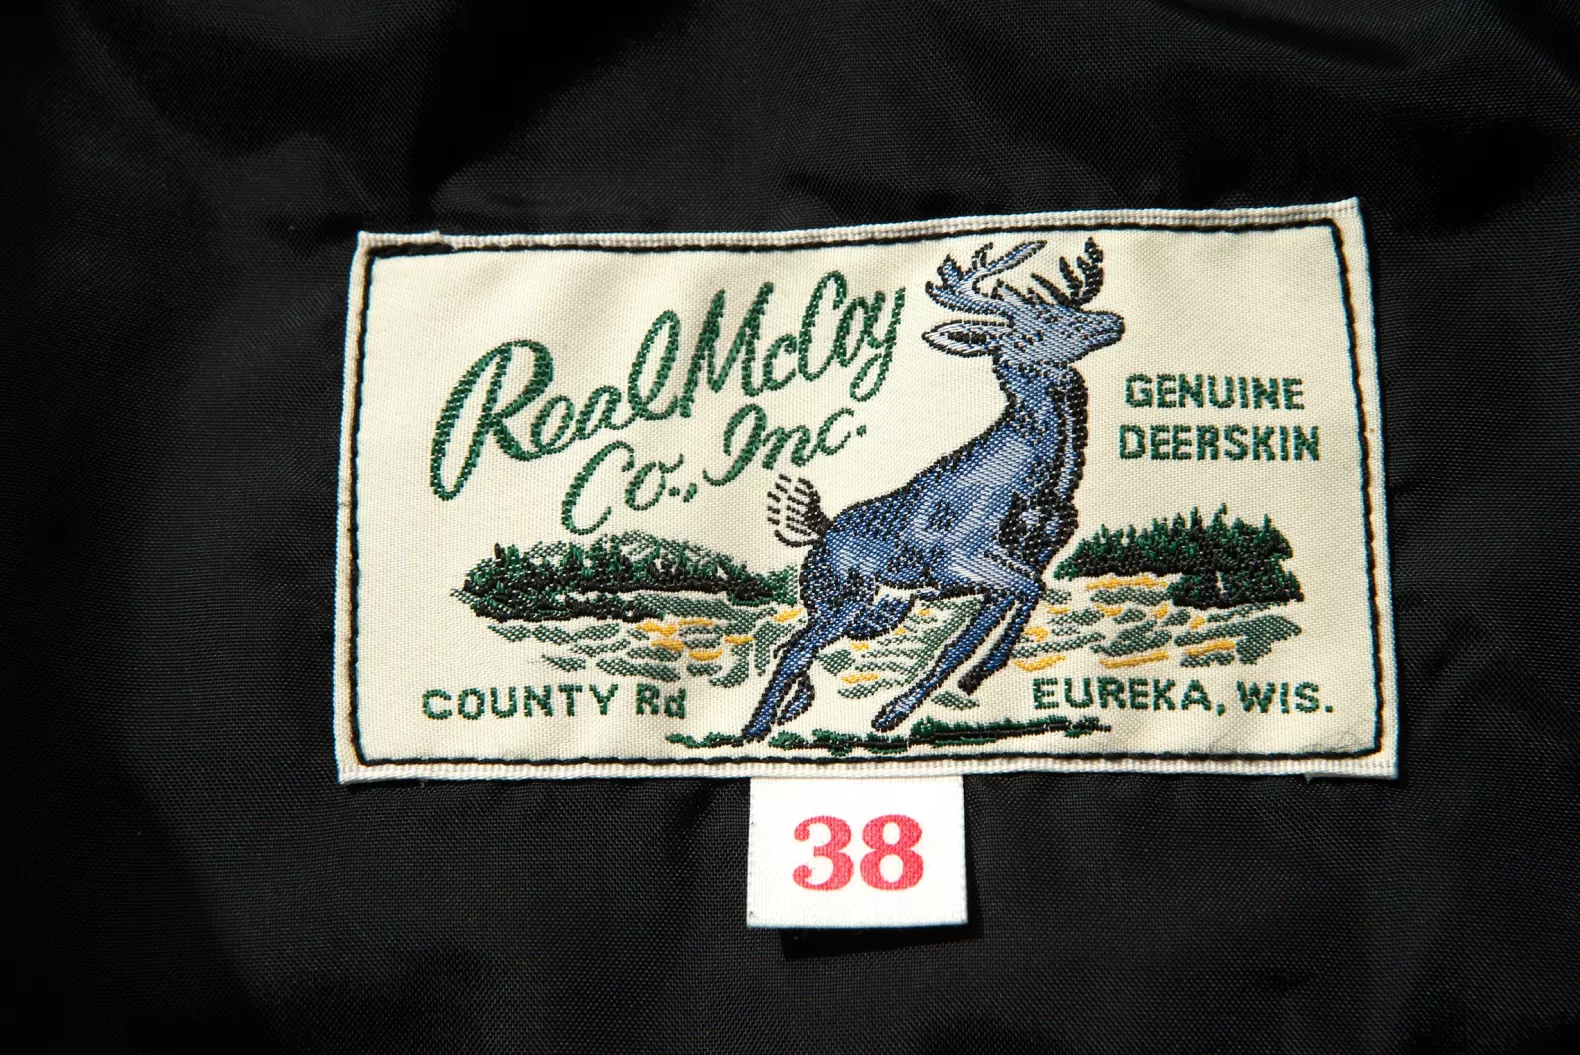 Real McCoy
Co., Inc.
GENUINE
DEERSKIN
COUNTY Rd
EUREKA, WIS.
38